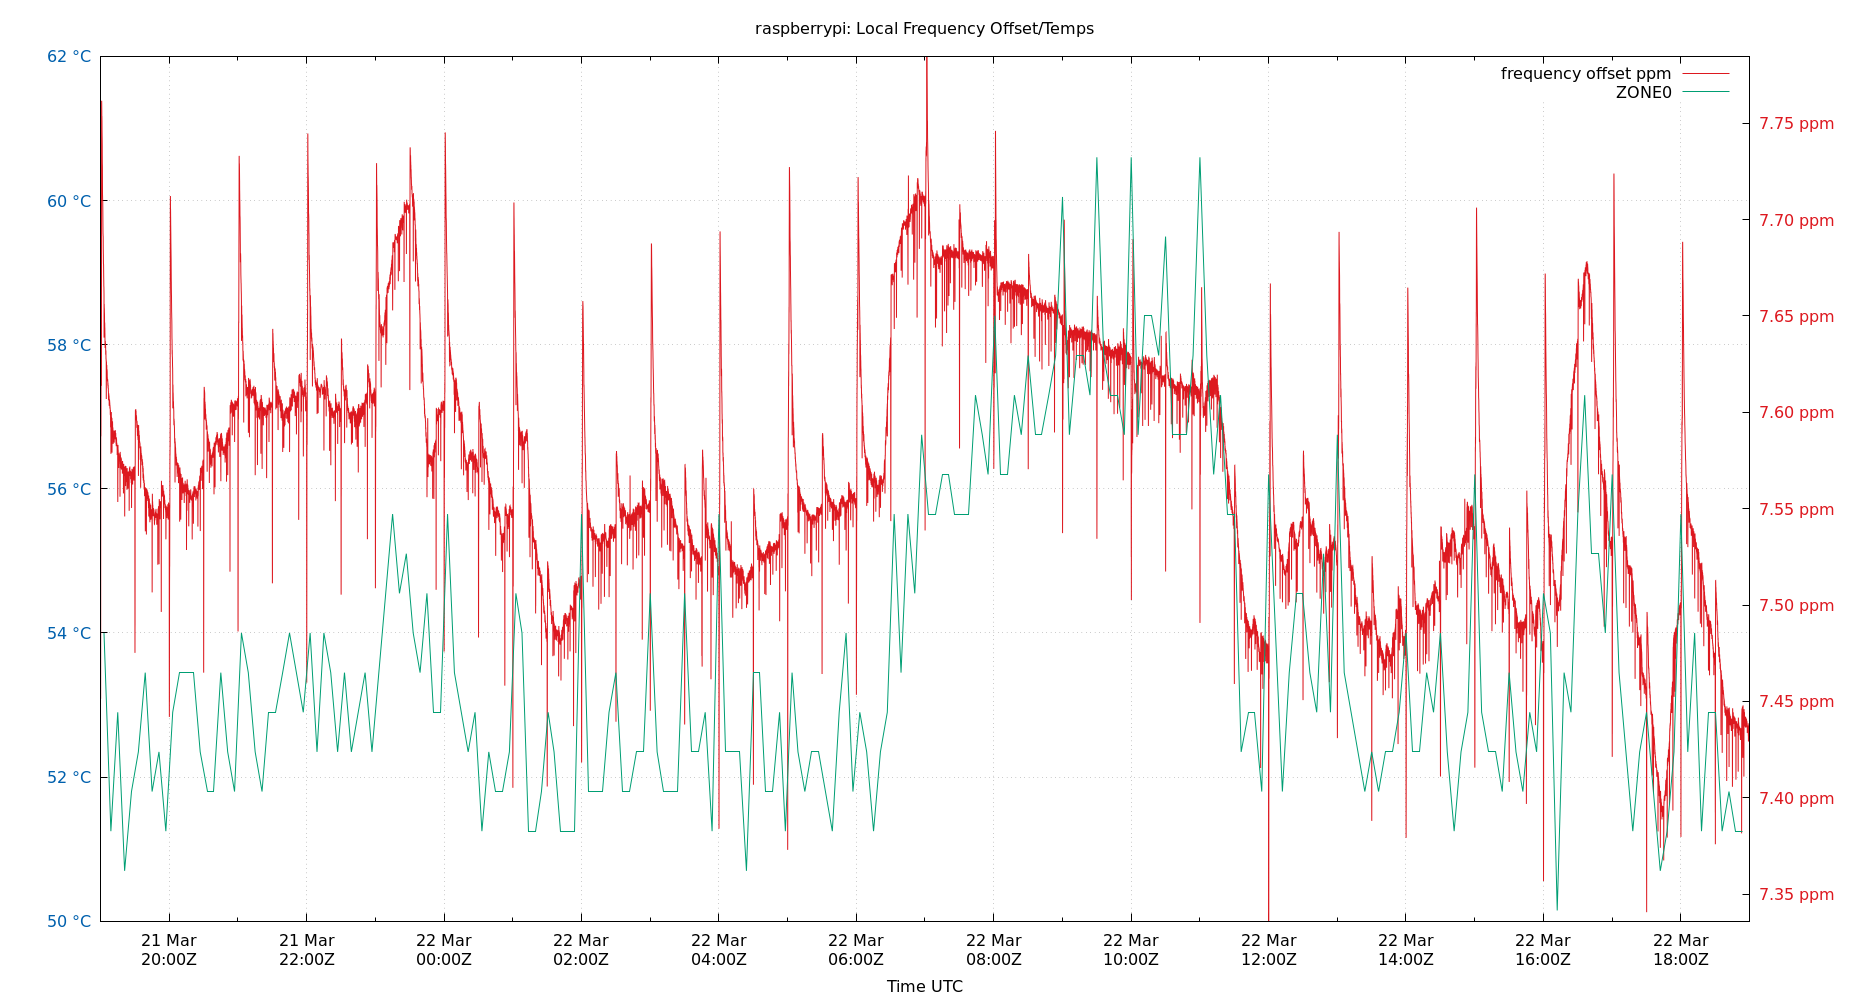 raspberrypi: Local Frequency Offset/Temps
frequency offset ppm
ZONE0
62 °C
60 °C
58 °C
56 °C
54 °C
52 °C
50 °C
7.75 ppm
7.70 ppm
7.65 ppm
7.60 ppm
7.55 ppm
7.50 ppm
7.45 ppm
7.40 ppm
7.35 ppm
21 Mar
20:00Z
21 Mar
22:00Z
22 Mar
00:00Z
22 Mar
02:00Z
22 Mar
04:00Z
22 Mar
06:00Z
22 Mar
08:00Z
22 Mar
10:00Z
22 Mar
12:00Z
22 Mar
14:00Z
22 Mar
16:00Z
22 Mar
18:00Z
Time UTC